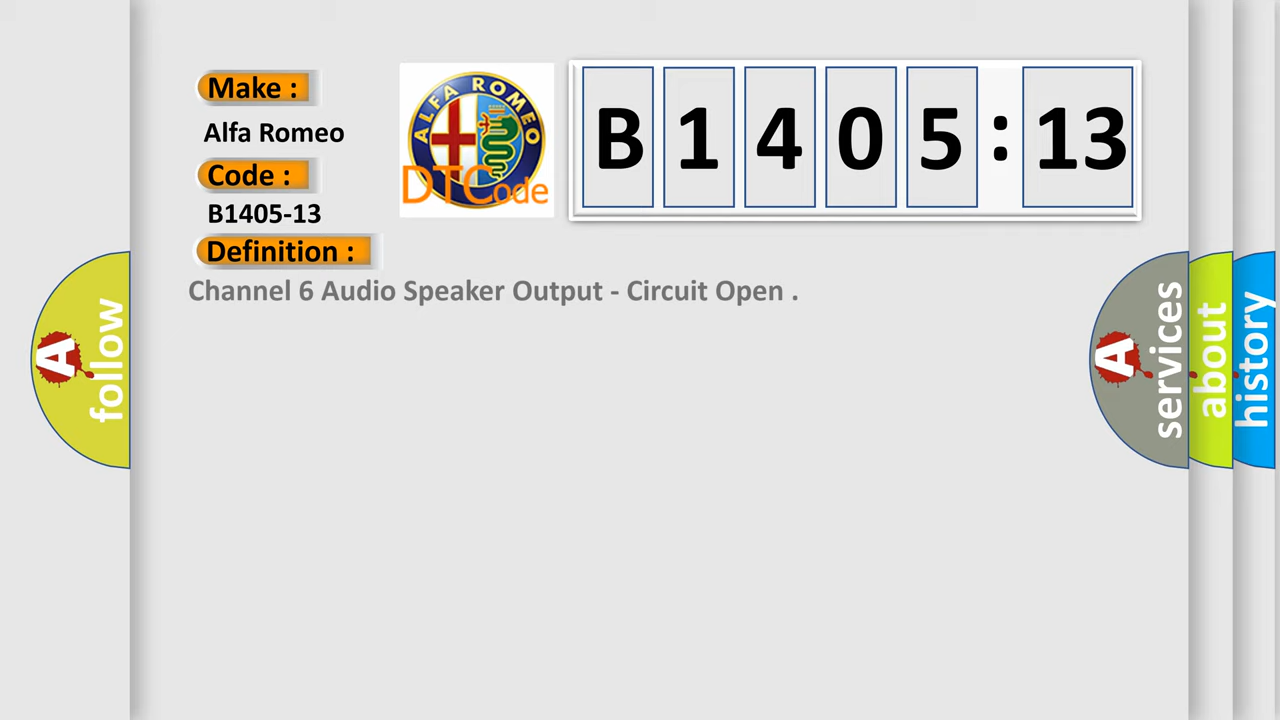 Make :
Alfa Romeo
Code :
B1405-13
Definition :
Channel 6 Audio Speaker Output - Circuit Open .
ALFA ROMEO
DTCode
B 1 4 0 5 : 13
A follow
A services
about
history